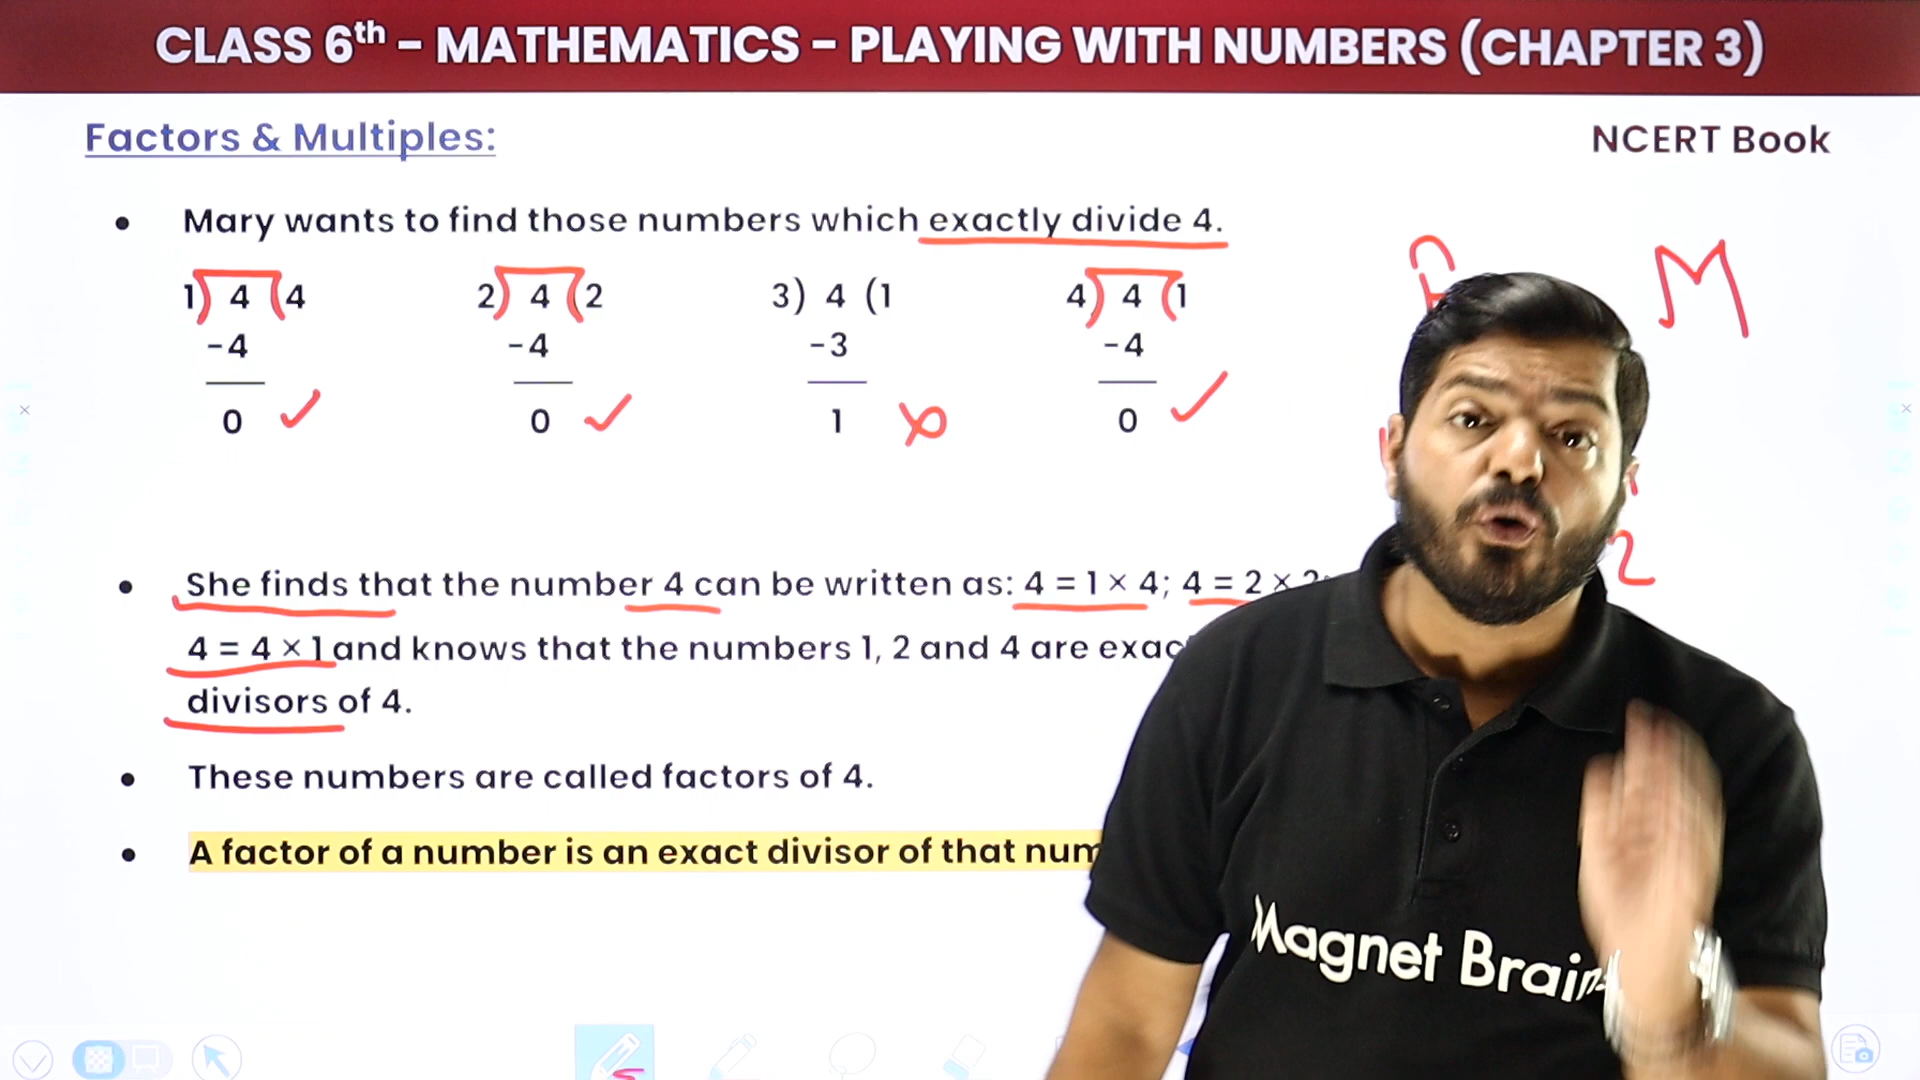 CLASS 6th – MATHEMATICS – PLAYING WITH NUMBERS (CHAPTER 3)
Factors & Multiples:
NCERT Book
• Mary wants to find those numbers which exactly divide 4.
1) 4 (4 2) 4 (2 3) 4 (1 4) 4 (1
-4 -4 -3 -4
0 0 1 0
M
2
• She finds that the number 4 can be written as: 4 = 1 × 4; 4 = 2 × 2;
4 = 4 × 1 and knows that the numbers 1, 2 and 4 are
divisors of 4.
• These numbers are called factors of 4.
• A factor of a number is an exact divisor of that
Magnet Brains